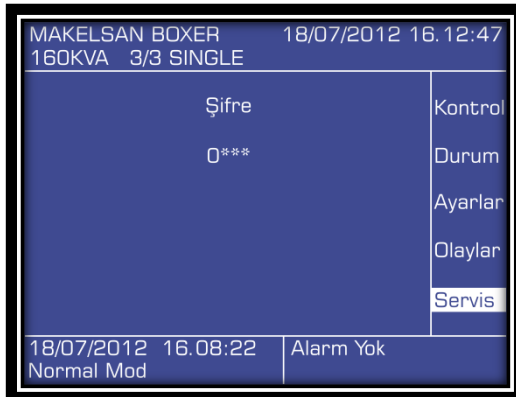 MAKELSAN BOXER 18/07/2012 16.12:47
160KVA 3/3 SINGLE
Şifre
0***
Kontrol
Durum
Ayarlar
Olaylar
Servis
18/07/2012 16.08:22 Alarm Yok
Normal Mod